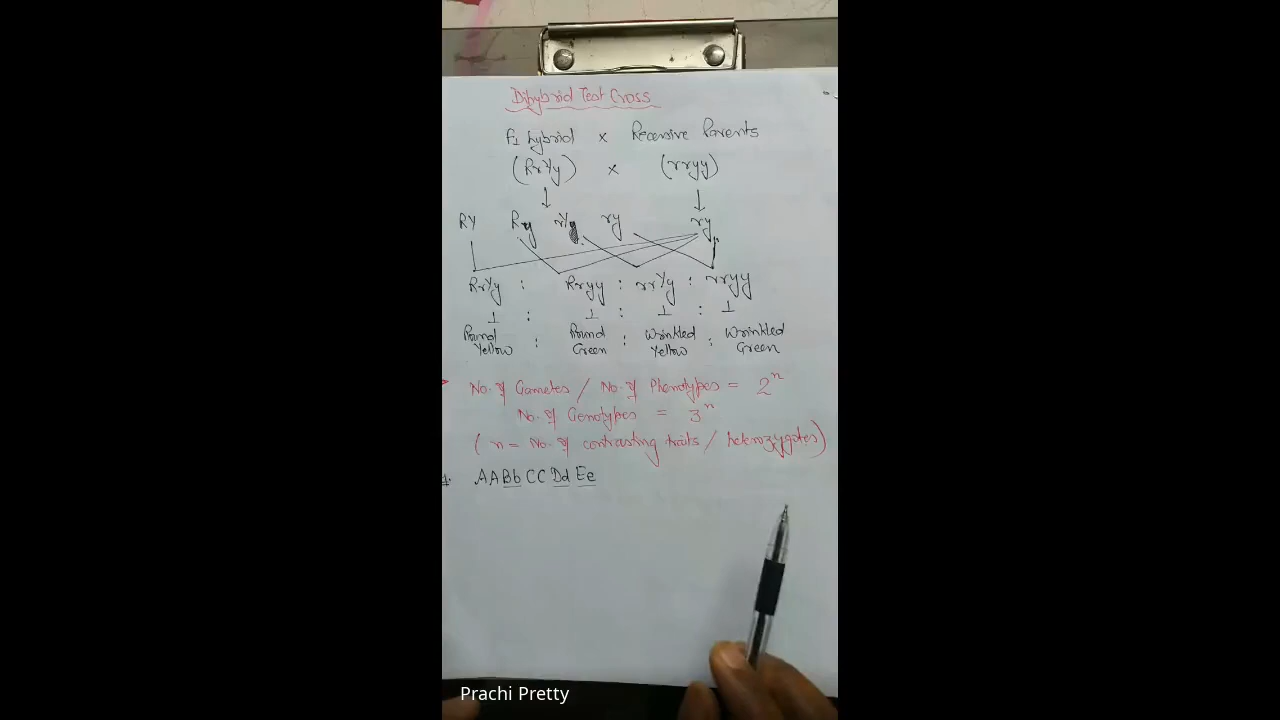 Dihybrid Test Cross
F1 hybrid × Recessive Parents
(RrYy) × (rryy)
RY Ry rY ry ry
RrYy : Rryy : rrYy : rryy
1 : 1 : 1 : 1
Round Yellow : Round Green : Wrinkled Yellow : Wrinkled Green
No. of Gametes / No. of Phenotypes = 2ⁿ
No. of Genotypes = 3ⁿ
(n = No. of contrasting traits / heterozygotes)
AABbCCDdEe
Prachi Pretty